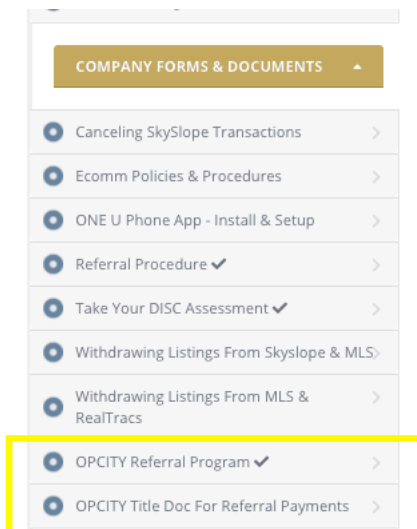 COMPANY FORMS & DOCUMENTS
Canceling SkySlope Transactions
Ecomm Policies & Procedures
ONE U Phone App - Install & Setup
Referral Procedure ✔
Take Your DISC Assessment ✔
Withdrawing Listings From Skyslope & MLS
Withdrawing Listings From MLS &
RealTracs
OPCITY Referral Program ✔
OPCITY Title Doc For Referral Payments